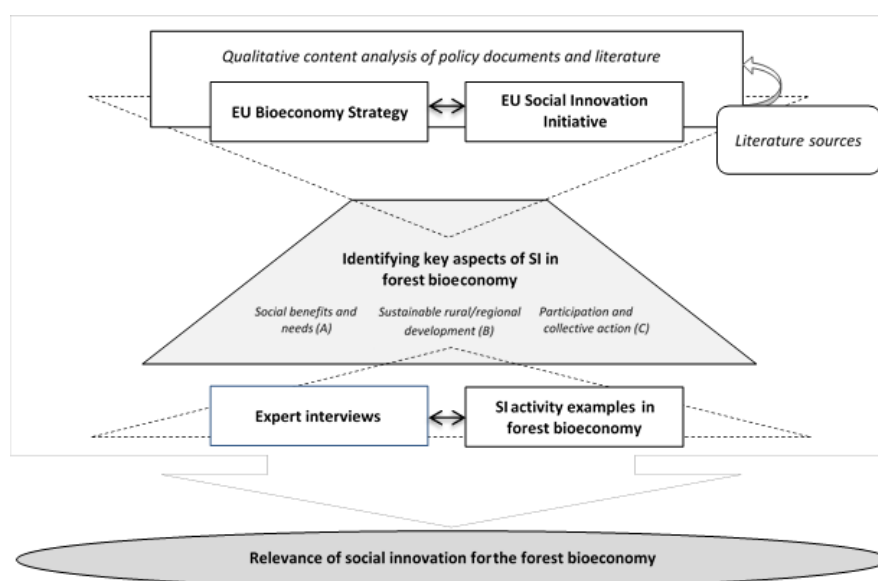 Qualitative content analysis of policy documents and literature
EU Bioeconomy Strategy
EU Social Innovation
Initiative
Literature sources
Identifying key aspects of SI in
forest bioeconomy
Social benefits and
needs (A)
Sustainable rural/regional
development (B)
Participation and
collective action (C)
Expert interviews
SI activity examples in
forest bioeconomy
Relevance of social innovation for the forest bioeconomy